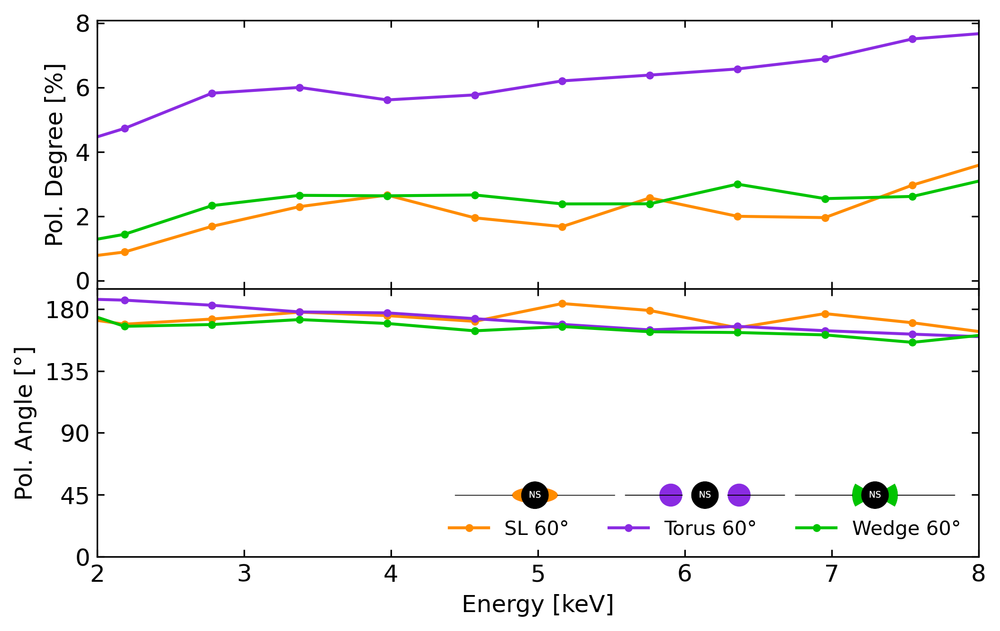 8
6
4
2
0
Pol. Degree [%]
180
135
90
45
0
Pol. Angle [°]
NS NS NS
SL 60° Torus 60° Wedge 60°
2 3 4 5 6 7 8
Energy [keV]